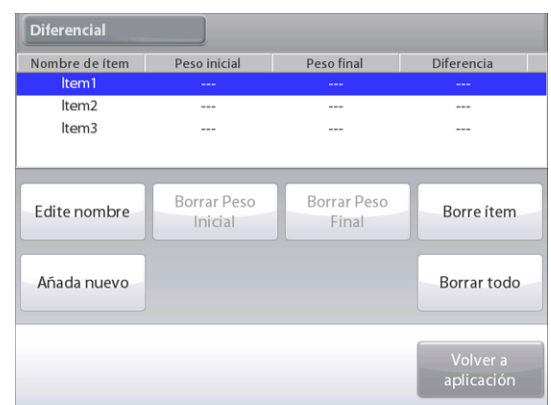 Diferencial
Nombre de ítem Peso inicial Peso final Diferencia
Item1 --- --- ---
Item2 --- --- ---
Item3 --- --- ---
Edite nombre Borrar Peso Inicial Borrar Peso Final Borre ítem
Añada nuevo Borrar todo
Volver a
aplicación